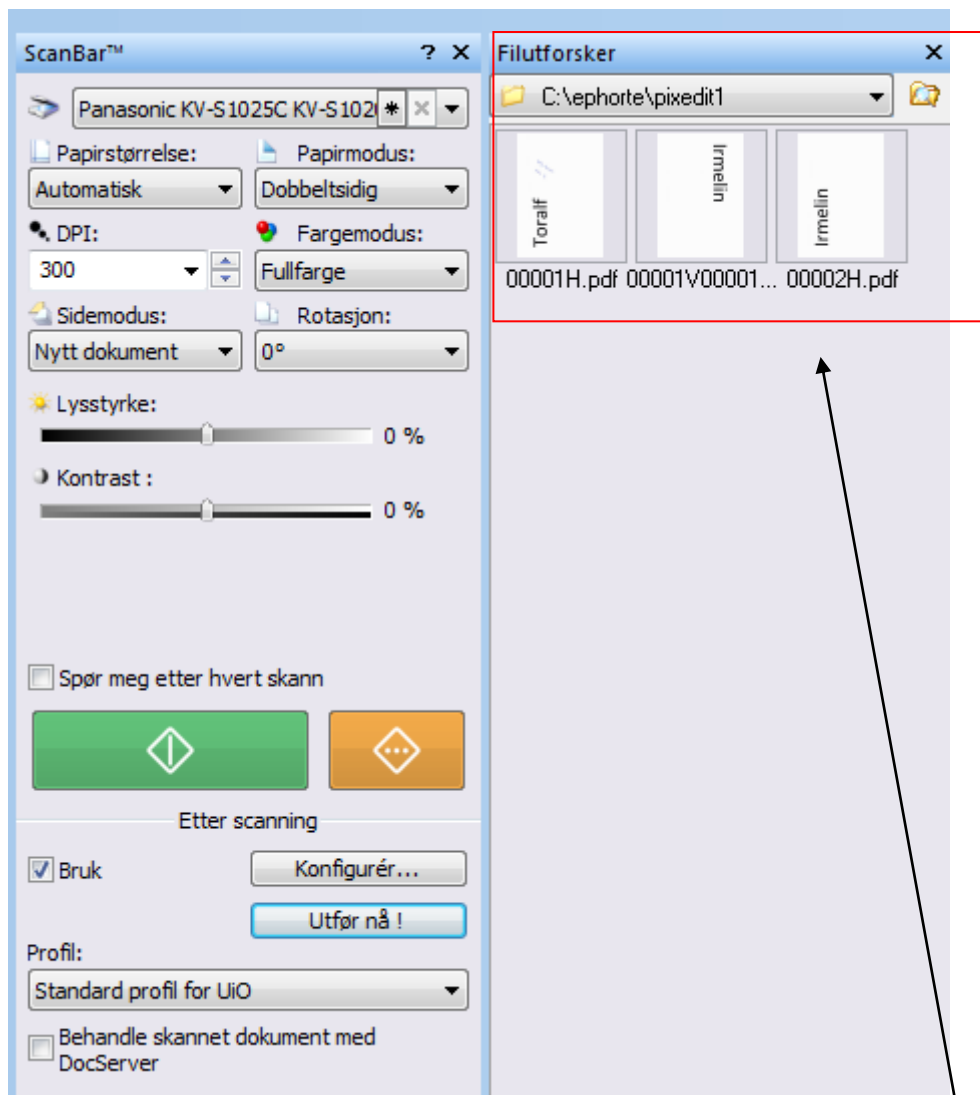 ScanBar™ ? X
Panasonic KV-S1025C KV-S102
Papirstørrelse: Papirmodus:
Automatisk Dobbeltsidig
DPI: Fargemodus:
300 Fullfarge
Sidemodus: Rotasjon:
Nytt dokument 0°
Lysstyrke:
0 %
Kontrast :
0 %
Spør meg etter hvert skann
Etter scanning
Bruk Konfigurér...
Utfør nå !
Profil:
Standard profil for UiO
Behandle skannet dokument med
DocServer
Filutforsker X
C:\ephorte\pixedit1
Toralf
Irmelin
Irmelin
00001H.pdf 00001V00001... 00002H.pdf